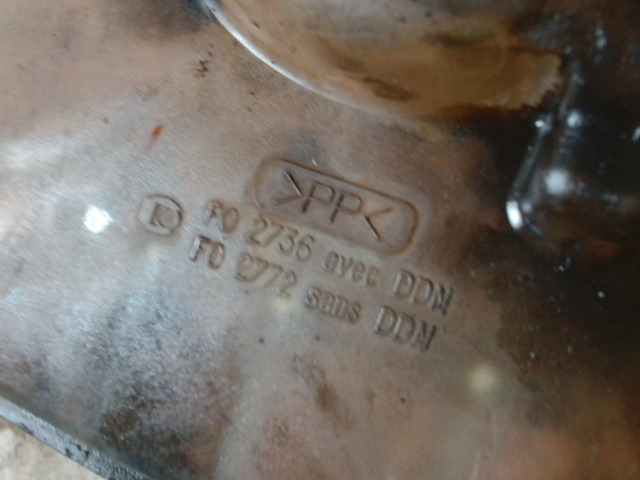 >PP<
FO 2736 avec DDN
FO 2772 sans DDN